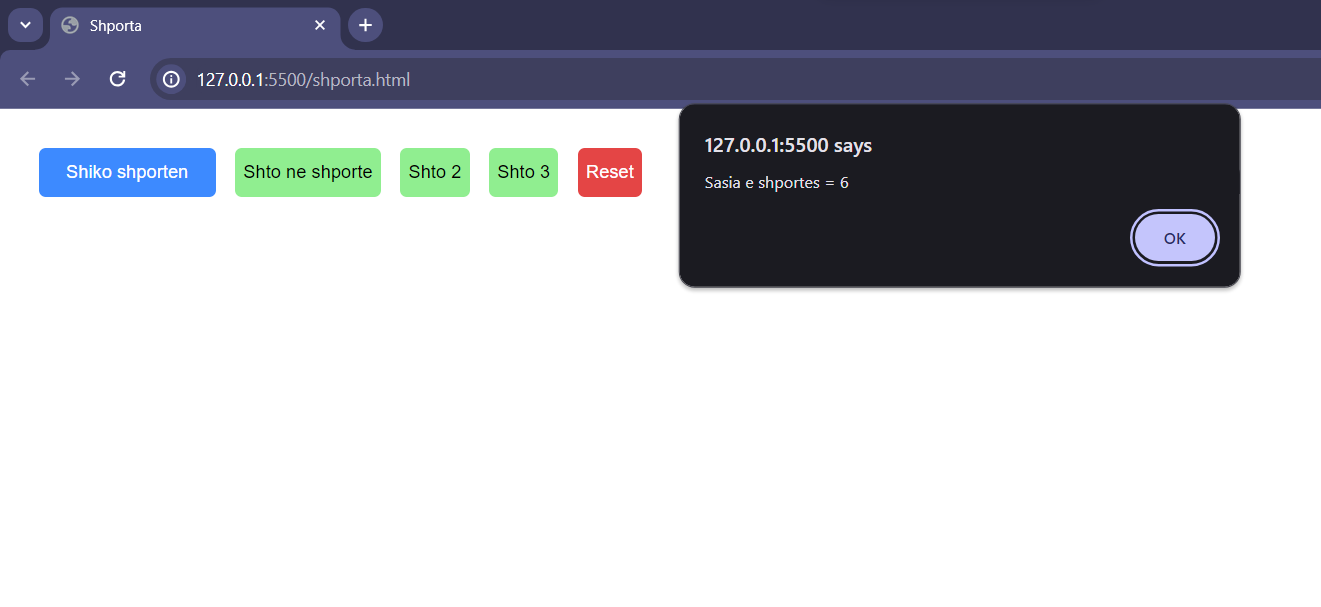 Shporta
127.0.0.1:5500/shporta.html
127.0.0.1:5500 says
Sasia e shportes = 6
OK
Shiko shporten
Shto ne shporte
Shto 2
Shto 3
Reset